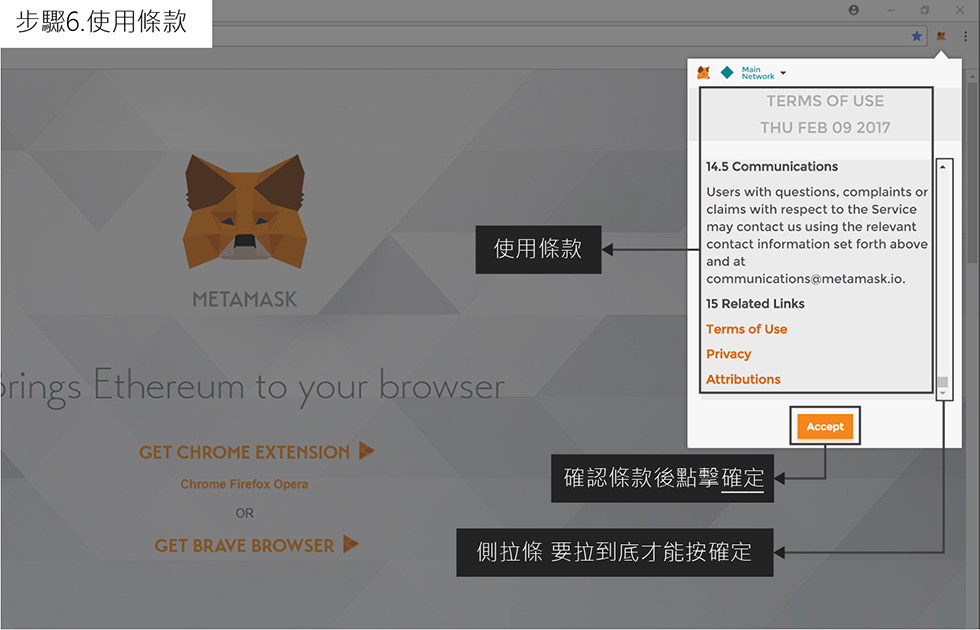 步驟6.使用條款
Main
Network
TERMS OF USE
THU FEB 09 2017
14.5 Communications
Users with questions, complaints or
claims with respect to the Service
may contact us using the relevant
contact information set forth above
and at
communications@metamask.io.
15 Related Links
Terms of Use
Privacy
Attributions
Accept
使用條款
確認條款後點擊確定
側拉條 要拉到底才能按確定
METAMASK
brings Ethereum to your browser
GET CHROME EXTENSION
Chrome Firefox Opera
OR
GET BRAVE BROWSER